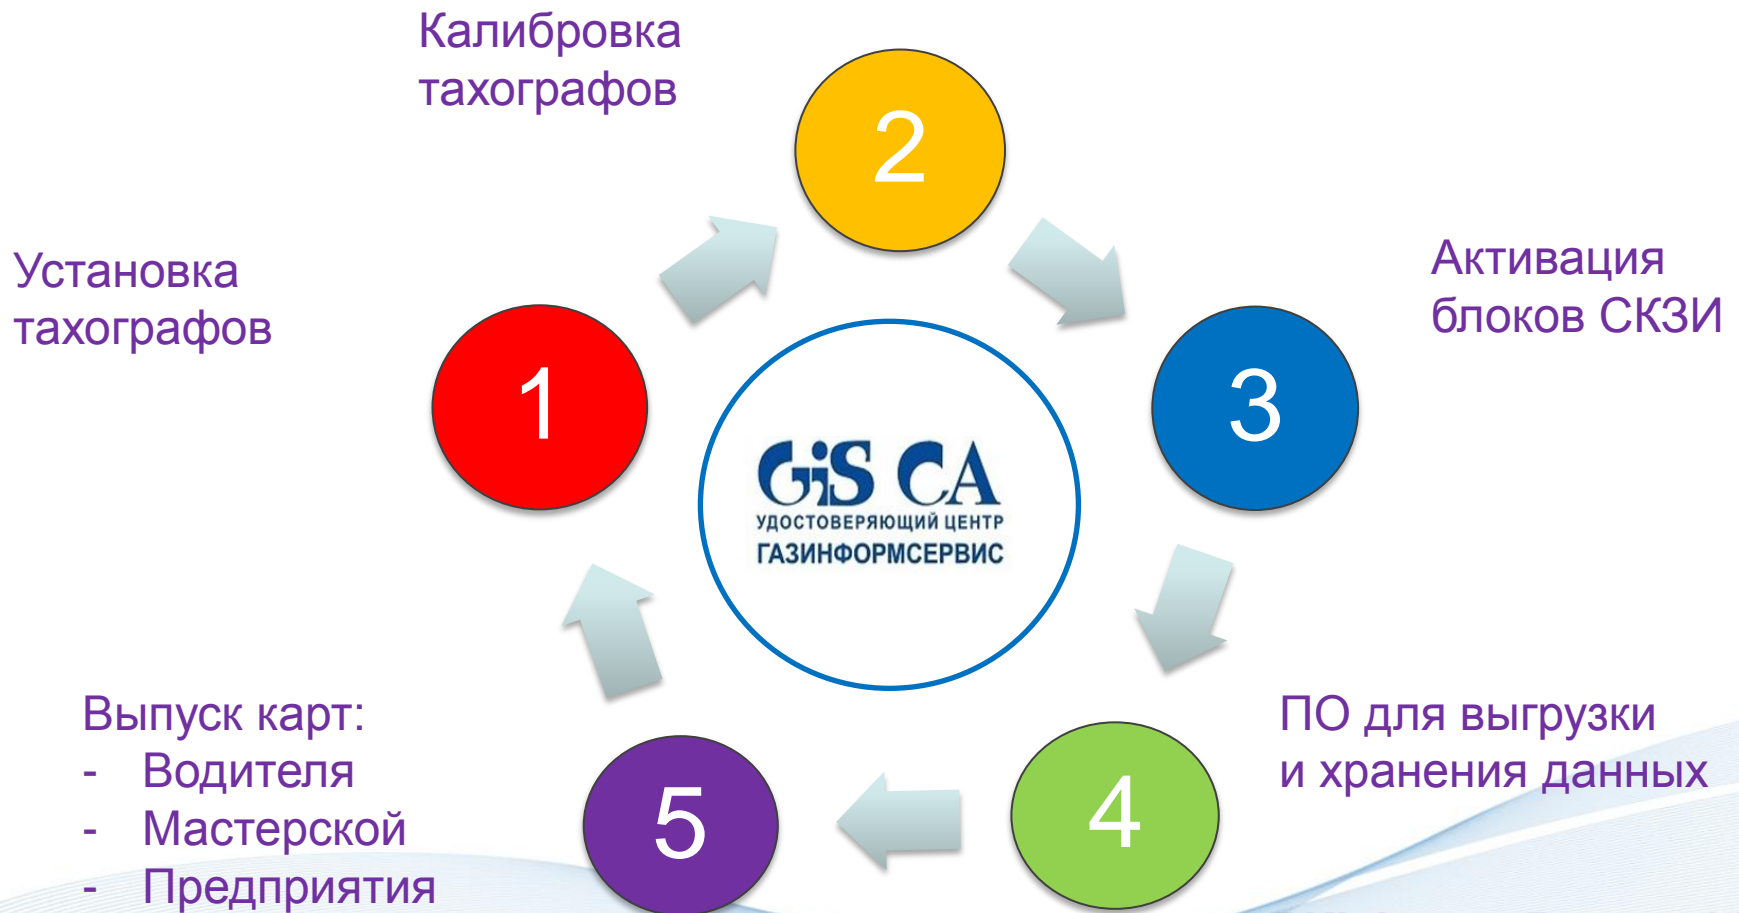 Калибровка
тахографов
2
Установка
тахографов
1
Активация
блоков СКЗИ
3
GiS CA
УДОСТОВЕРЯЮЩИЙ ЦЕНТР
ГАЗИНФОРМСЕРВИС
Выпуск карт:
- Водителя
- Мастерской
- Предприятия
5
4
ПО для выгрузки
и хранения данных